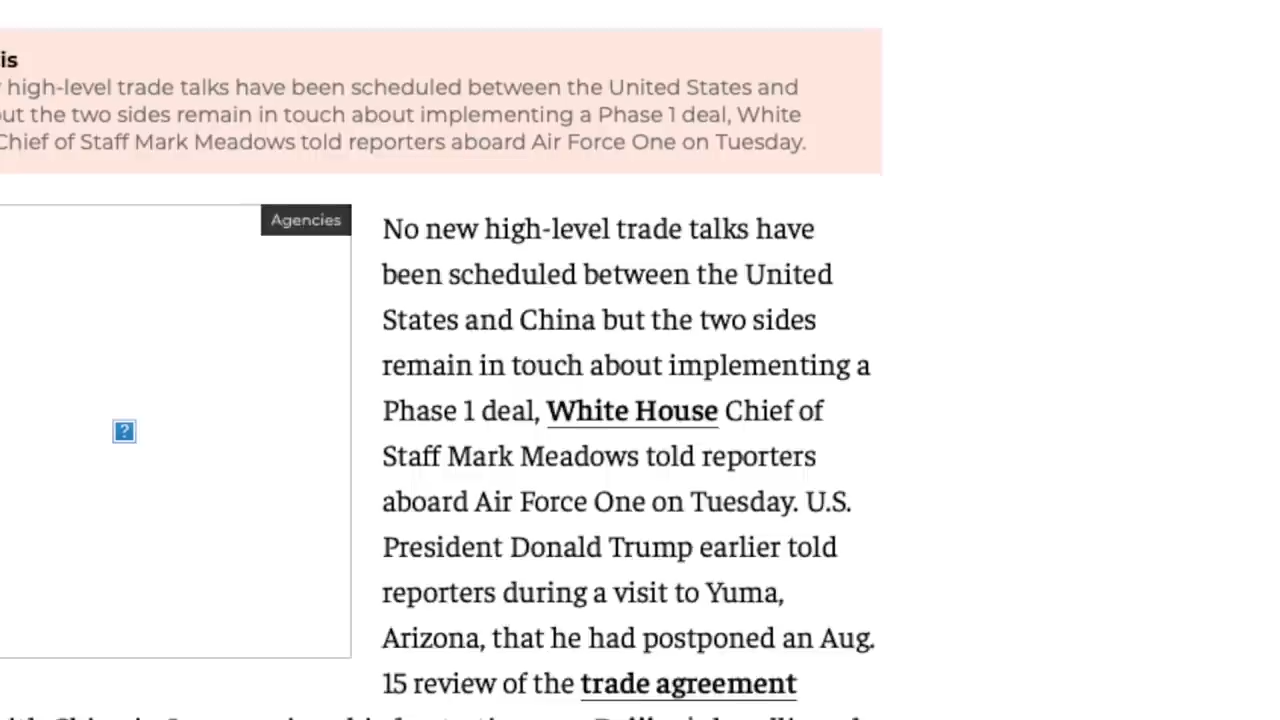 is
high-level trade talks have been scheduled between the United States and
ut the two sides remain in touch about implementing a Phase 1 deal, White
Chief of Staff Mark Meadows told reporters aboard Air Force One on Tuesday.
Agencies
No new high-level trade talks have
been scheduled between the United
States and China but the two sides
remain in touch about implementing a
Phase 1 deal, White House Chief of
Staff Mark Meadows told reporters
aboard Air Force One on Tuesday. U.S.
President Donald Trump earlier told
reporters during a visit to Yuma,
Arizona, that he had postponed an Aug.
15 review of the trade agreement